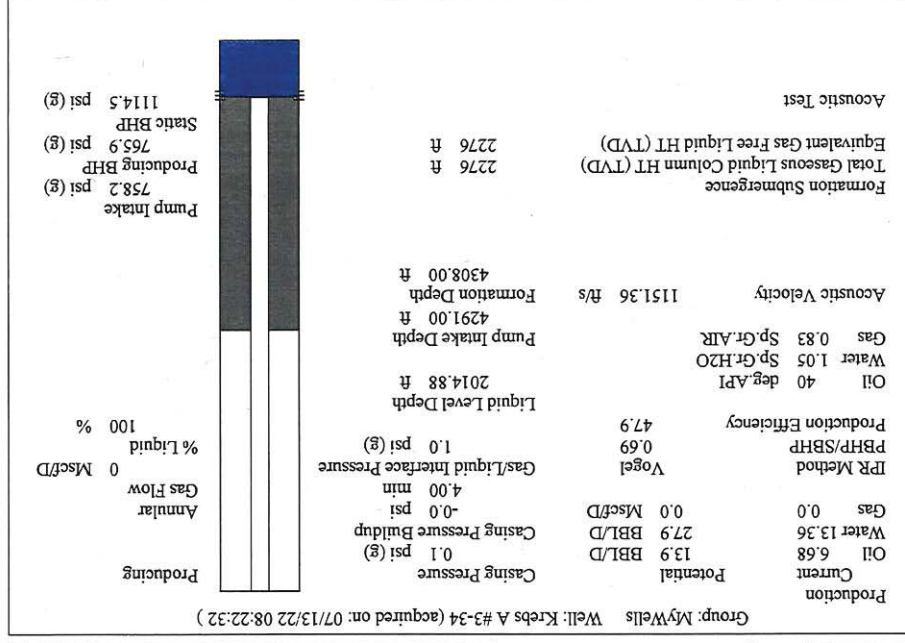 Group: MyWells Well: Krebs A #3-34 (acquired on: 07/13/22 08:22:32 )
Production
Current Potential
Oil 6.68 13.9 BBL/D
Water 13.36 27.9 BBL/D
Gas 0.0 0.0 Mscf/D
IPR Method Vogel
PBHP/SBHP 0.69
Production Efficiency 47.9
Oil 40 deg.API
Water 1.05 Sp.Gr.H2O
Gas 0.83 Sp.Gr.AIR
Acoustic Velocity 1151.36 ft/s
Casing Pressure
0.1 psi (g)
Casing Pressure Buildup
-0.0 psi
4.00 min
Gas/Liquid Interface Pressure
1.0 psi (g)
Liquid Level Depth
2014.88 ft
Pump Intake Depth
4291.00 ft
Formation Depth
4308.00 ft
Producing
Annular
Gas Flow
0 Mscf/D
% Liquid
100 %
Formation Submergence
Total Gaseous Liquid Column HT (TVD) 2276 ft
Equivalent Gas Free Liquid HT (TVD) 2276 ft
Acoustic Test
Pump Intake
758.2 psi (g)
Producing BHP
765.9 psi (g)
Static BHP
1114.5 psi (g)